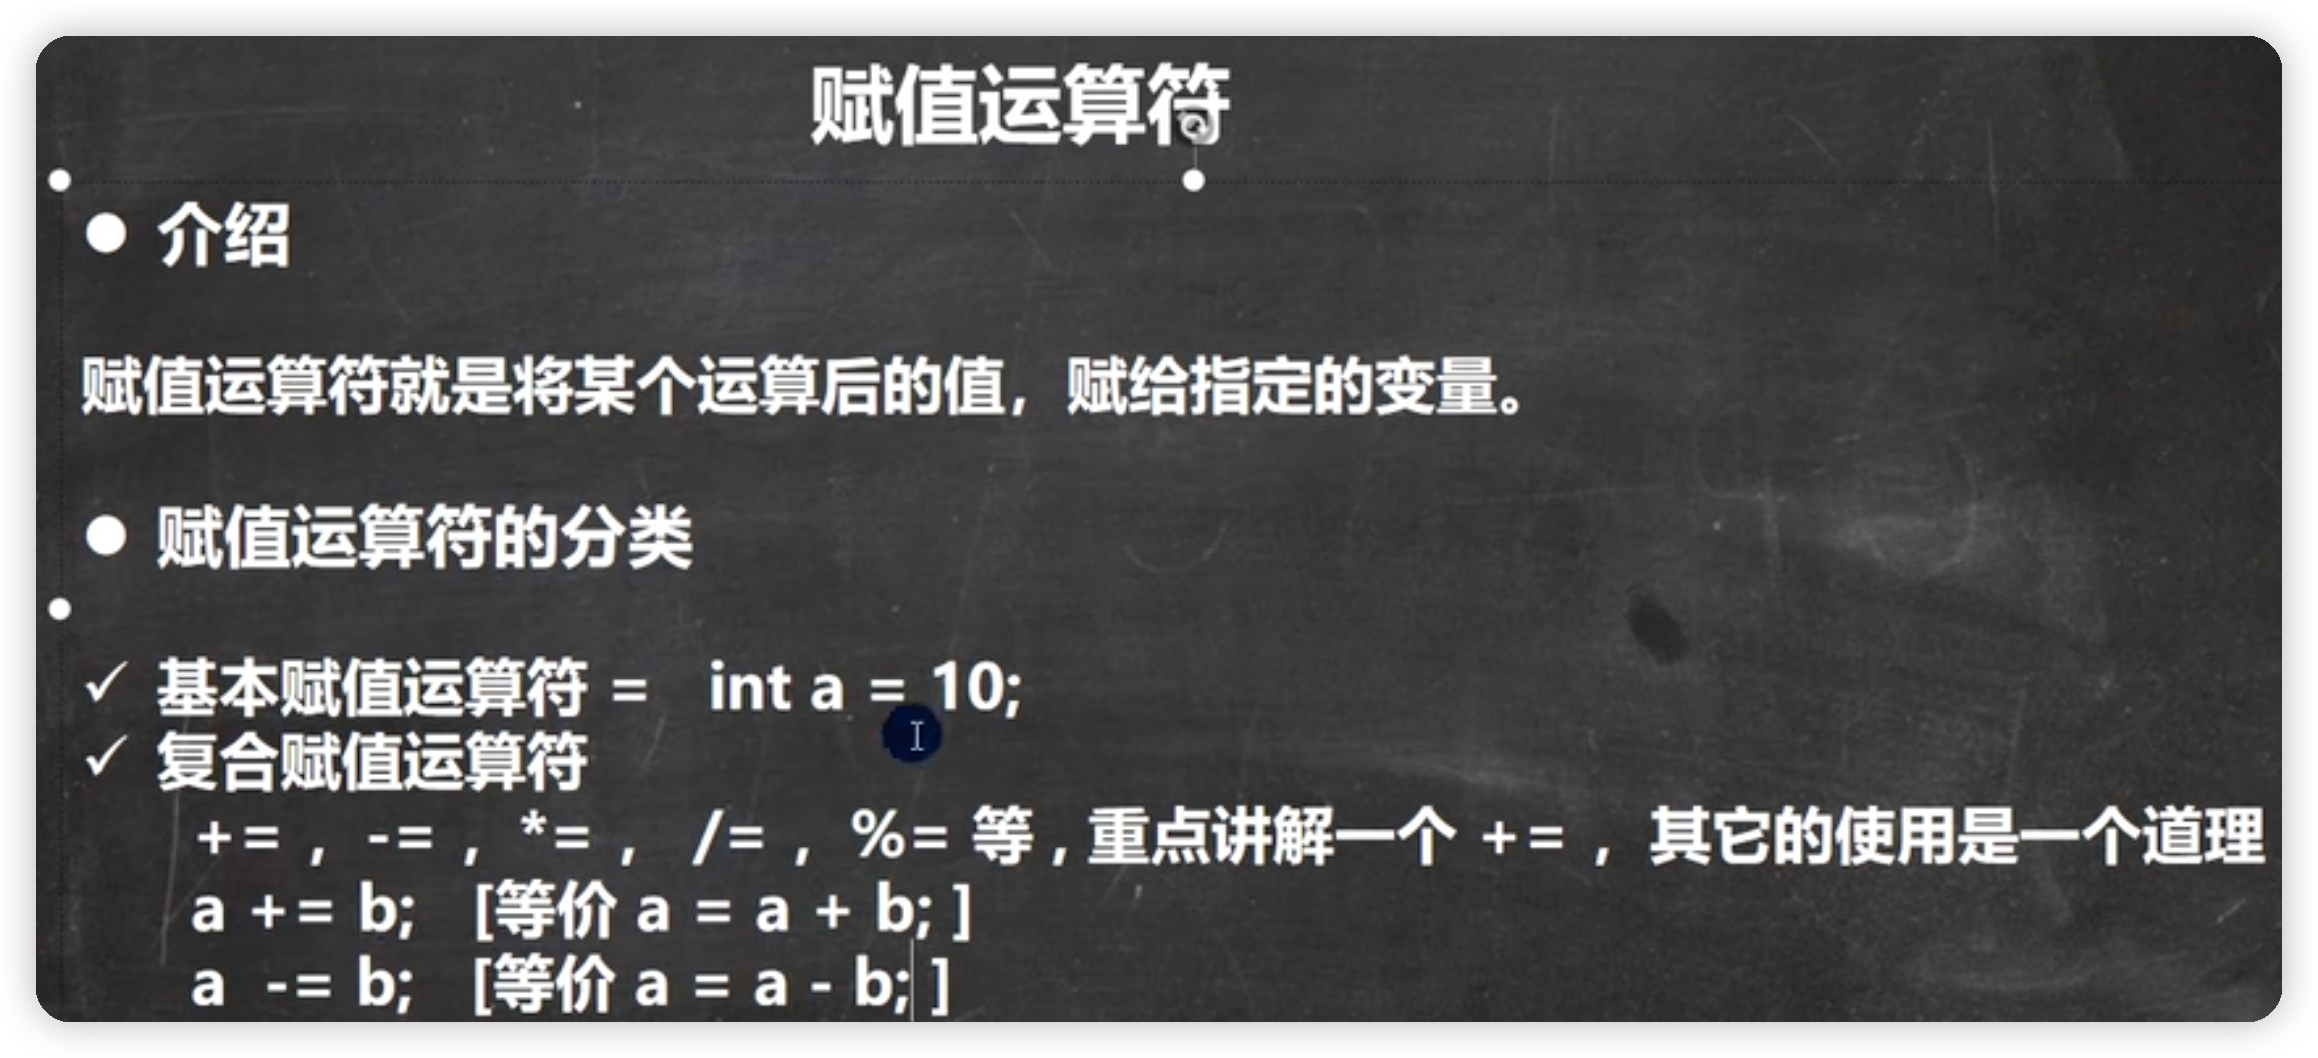 赋值运算符
● 介绍
赋值运算符就是将某个运算后的值，赋给指定的变量。
● 赋值运算符的分类
✓ 基本赋值运算符 = int a = 10;
✓ 复合赋值运算符
+= , -= , *= , /= , %= 等 , 重点讲解一个 += , 其它的使用是一个道理
a += b; [等价 a = a + b; ]
a -= b; [等价 a = a - b; ]